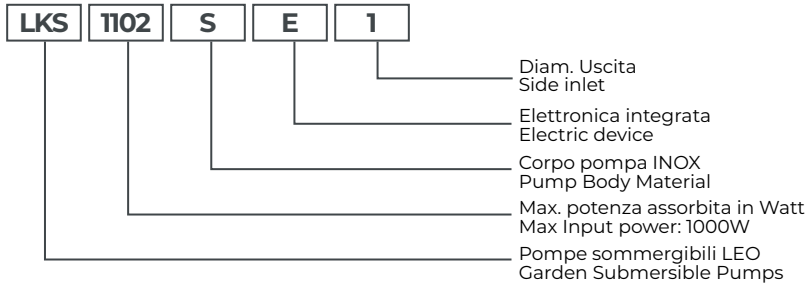 LKS 1102 S E 1
Diam. Uscita
Side inlet
Elettronica integrata
Electric device
Corpo pompa INOX
Pump Body Material
Max. potenza assorbita in Watt
Max Input power: 1000W
Pompe sommergibili LEO
Garden Submersible Pumps